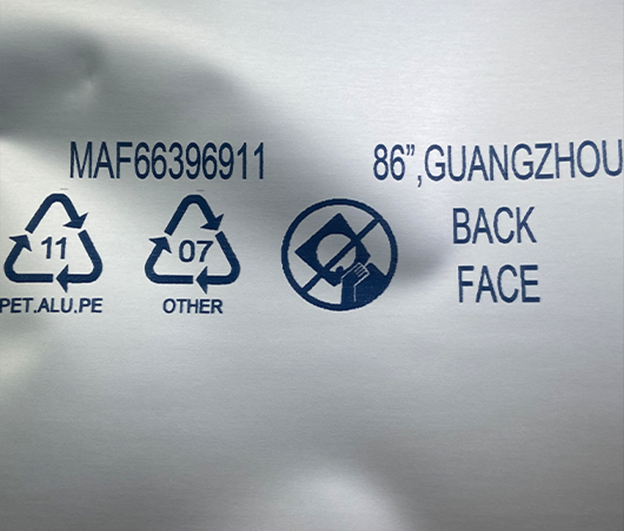 MAF66396911
86”,GUANGZHOU
11
07
BACK
PET.ALU.PE
OTHER
FACE